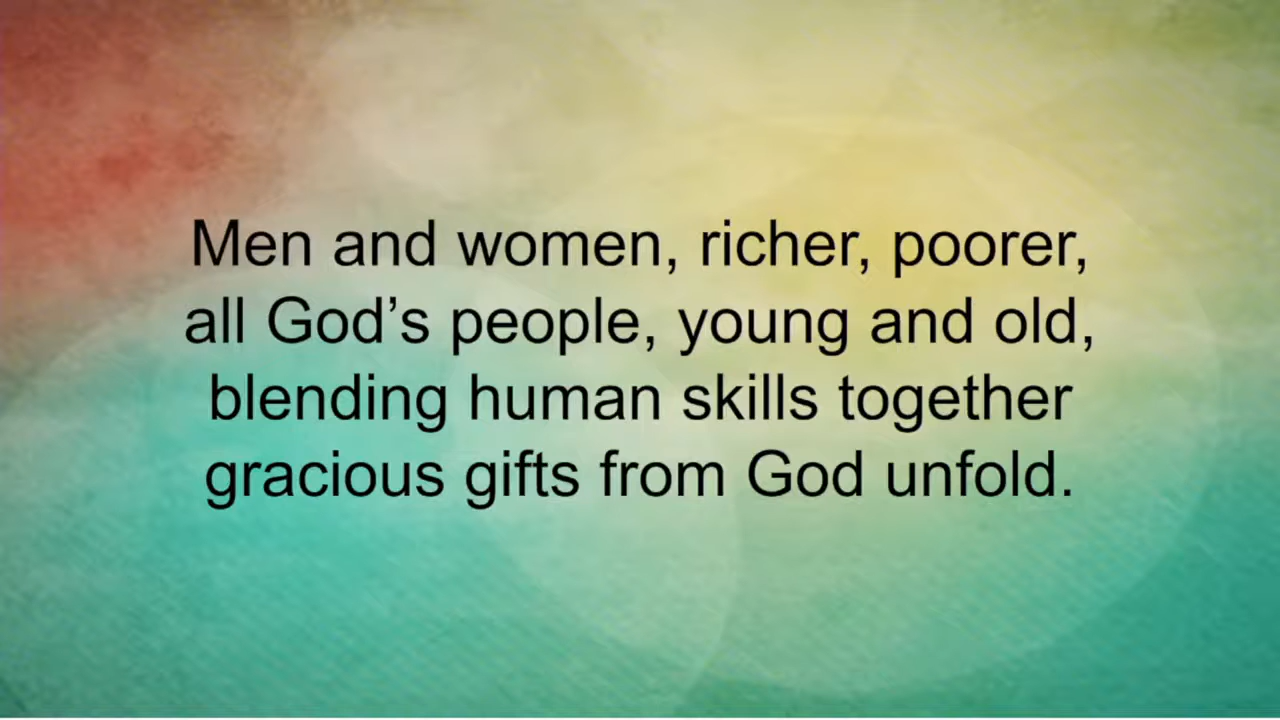 Men and women, richer, poorer,
all God’s people, young and old,
blending human skills together
gracious gifts from God unfold.